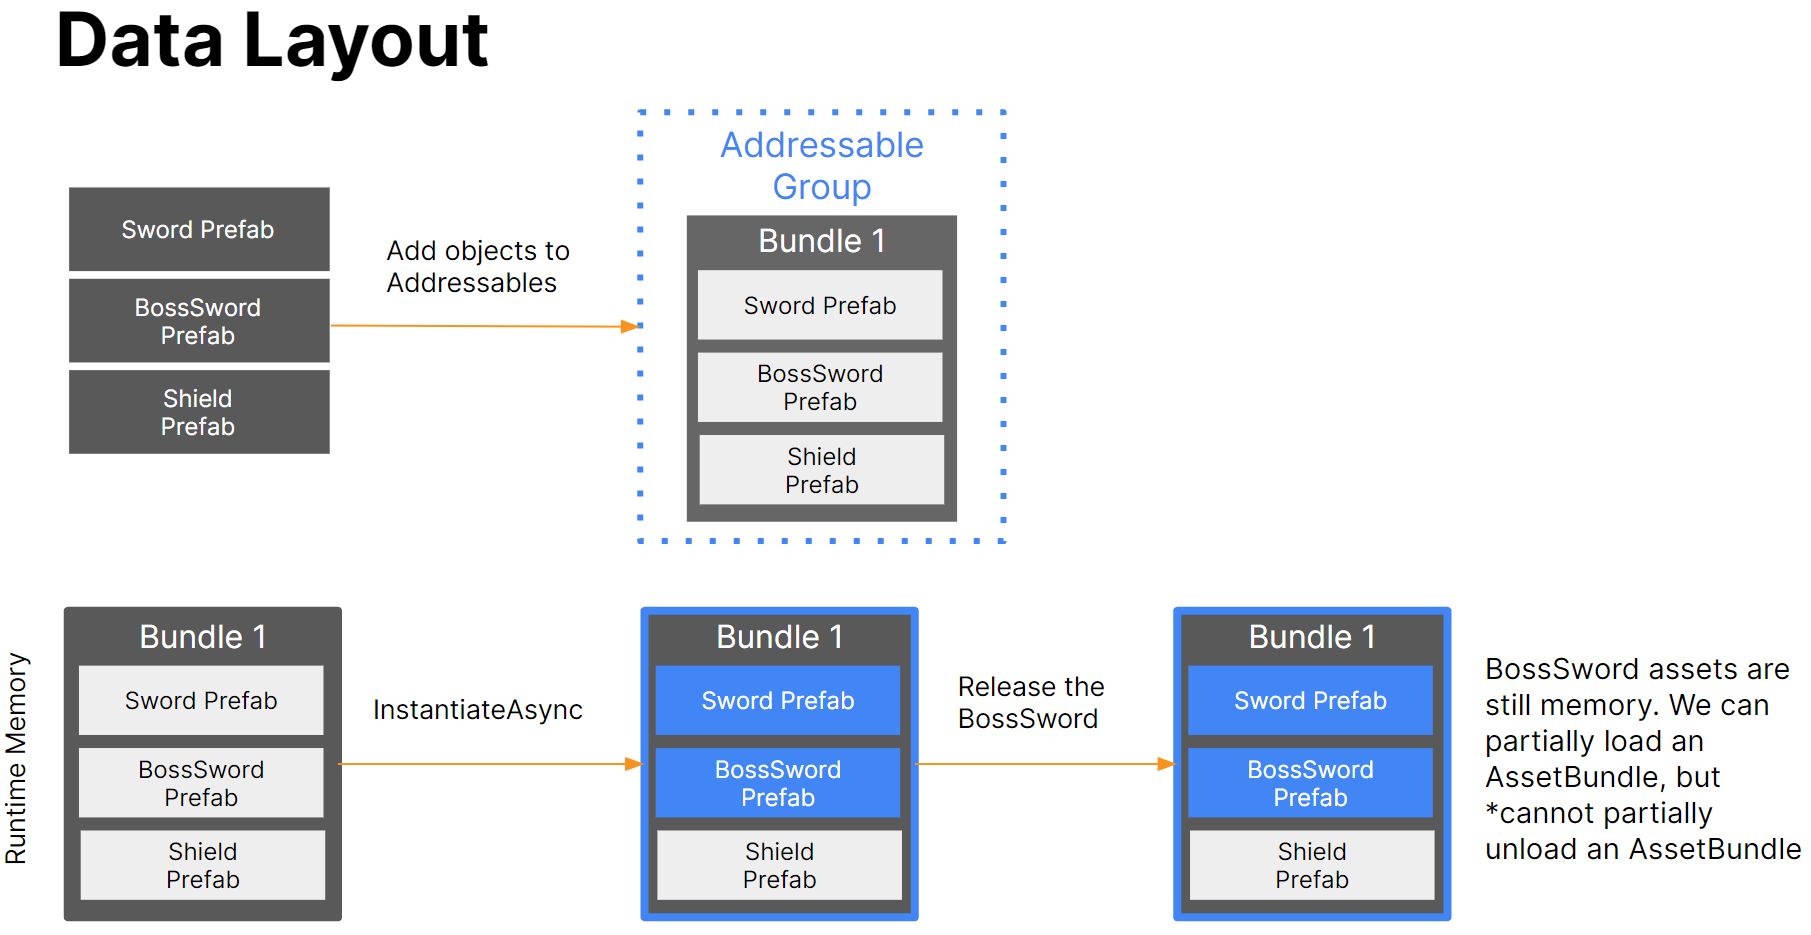 Data Layout
Sword Prefab
BossSword
Prefab
Shield
Prefab
Add objects to
Addressables
Addressable
Group
Bundle 1
Sword Prefab
BossSword
Prefab
Shield
Prefab
Runtime Memory
Bundle 1
Sword Prefab
BossSword
Prefab
Shield
Prefab
InstantiateAsync
Bundle 1
Sword Prefab
BossSword
Prefab
Shield
Prefab
Release the
BossSword
Bundle 1
Sword Prefab
BossSword
Prefab
Shield
Prefab
BossSword assets are
still memory. We can
partially load an
AssetBundle, but
*cannot partially
unload an AssetBundle